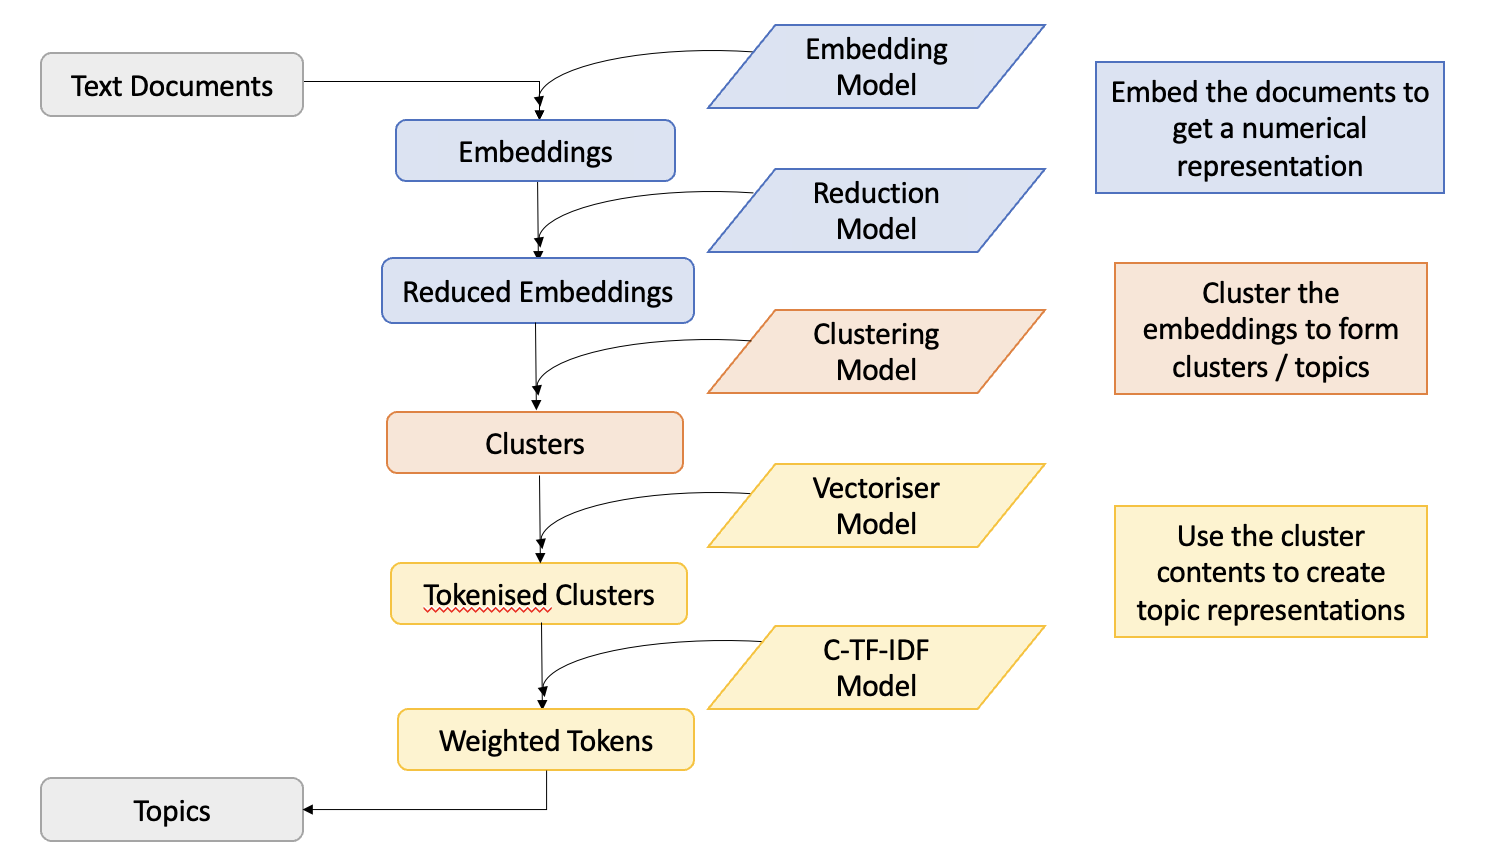 Text Documents
Embedding
Model
Embed the documents to
get a numerical
representation
Embeddings
Reduction
Model
Reduced Embeddings
Cluster the
embeddings to form
clusters / topics
Clustering
Model
Clusters
Vectoriser
Model
Use the cluster
contents to create
topic representations
Tokenised Clusters
C-TF-IDF
Model
Weighted Tokens
Topics